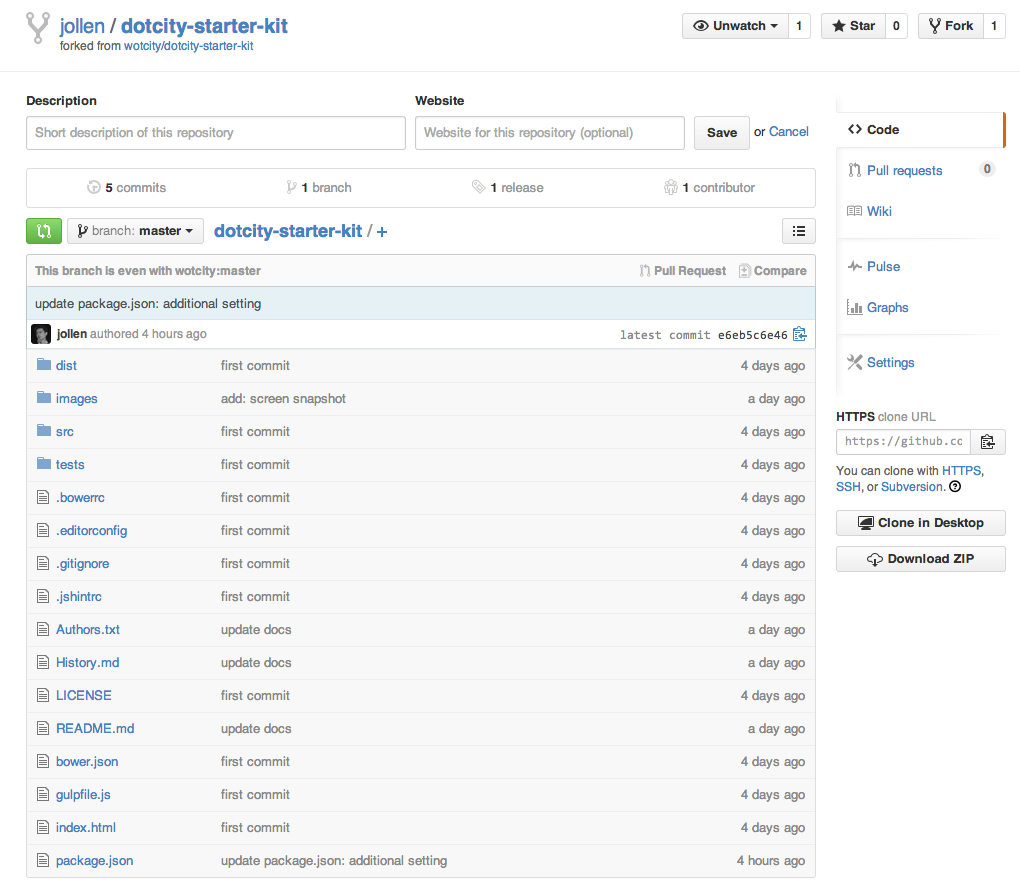 jollen / dotcity-starter-kit
forked from wotcity/dotcity-starter-kit
Unwatch 1 Star 0 Fork 1
Description
Short description of this repository
Website
Website for this repository (optional)
Save or Cancel
5 commits 1 branch 1 release 1 contributor
branch: master dotcity-starter-kit / +
This branch is even with wotcity:master Pull Request Compare
update package.json: additional setting
jollen authored 4 hours ago latest commit e6eb5c6e46
dist first commit 4 days ago
images add: screen snapshot a day ago
src first commit 4 days ago
tests first commit 4 days ago
.bowerrc first commit 4 days ago
.editorconfig first commit 4 days ago
.gitignore first commit 4 days ago
.jshintrc first commit 4 days ago
Authors.txt update docs a day ago
History.md update docs a day ago
LICENSE first commit 4 days ago
README.md update docs a day ago
bower.json first commit 4 days ago
gulpfile.js first commit 4 days ago
index.html first commit 4 days ago
package.json update package.json: additional setting 4 hours ago
Code
Pull requests 0
Wiki
Pulse
Graphs
Settings
HTTPS clone URL
https://github.cc
You can clone with HTTPS,
SSH, or Subversion.
Clone in Desktop
Download ZIP